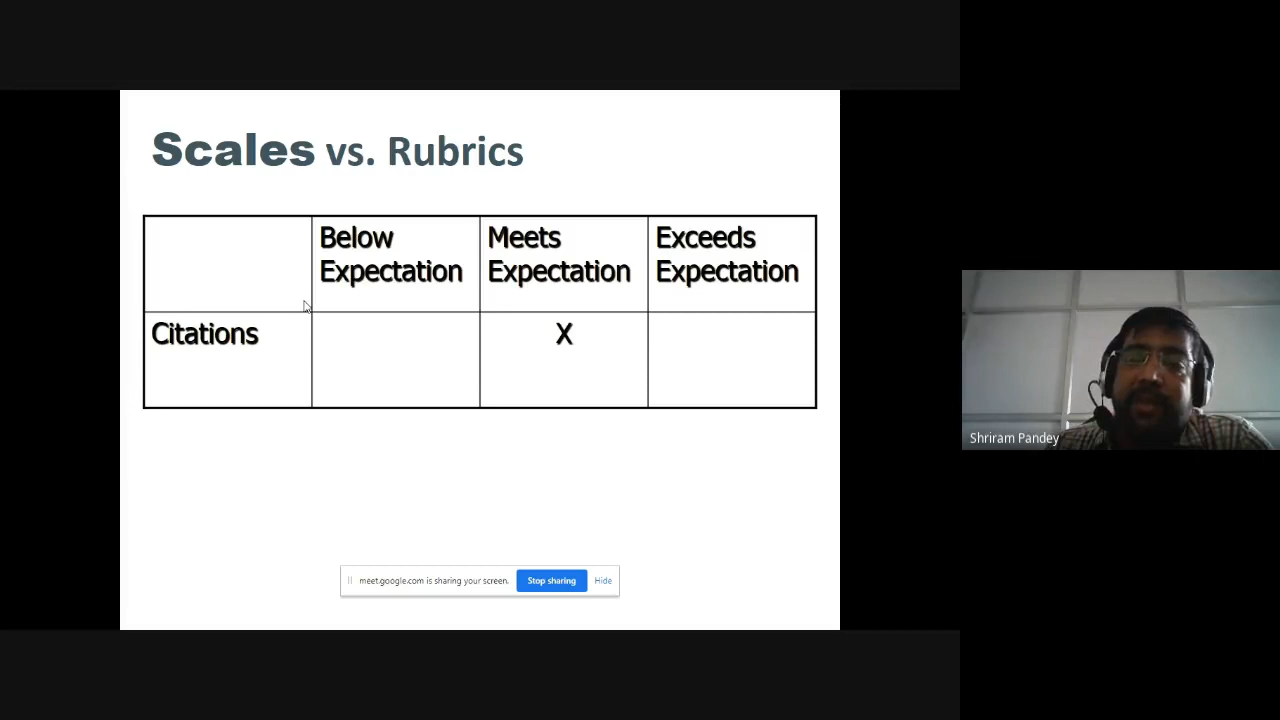 Scales vs. Rubrics
Below Expectation
Meets Expectation
Exceeds Expectation
Citations
X
Shriram Pandey
meet.google.com is sharing your screen. Stop sharing Hide